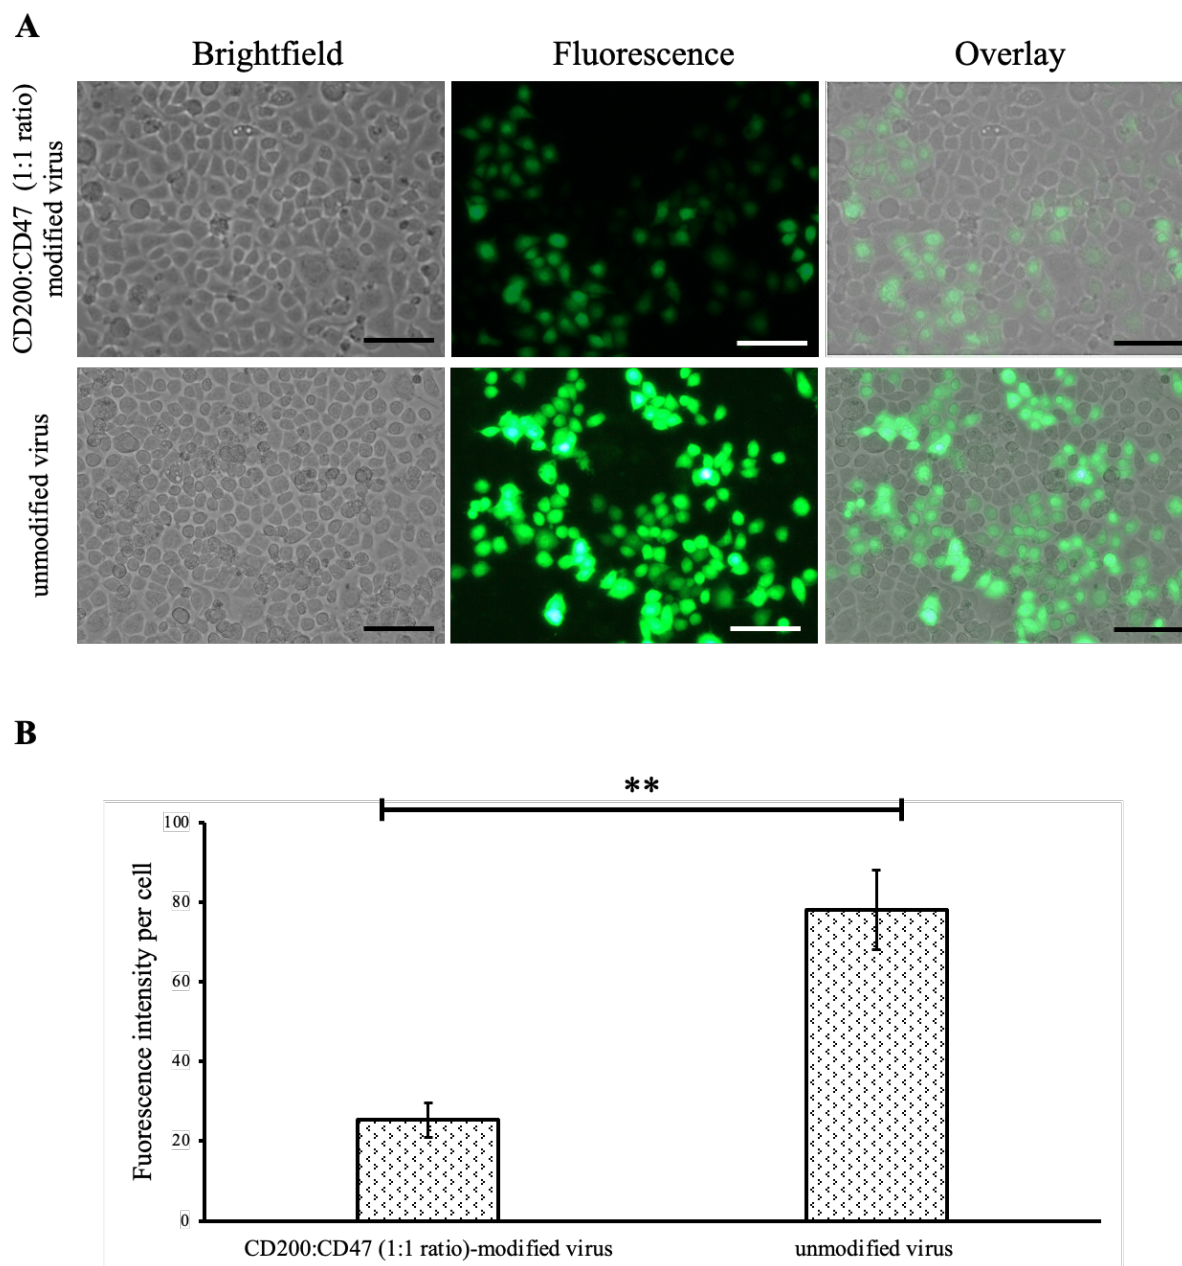 A
Brightfield
Fluorescence
Overlay
CD200:CD47 (1:1 ratio)
modified virus
unmodified virus
B
**
100
80
60
40
20
0
Fuorescence intensity per cell
CD200:CD47 (1:1 ratio)-modified virus
unmodified virus